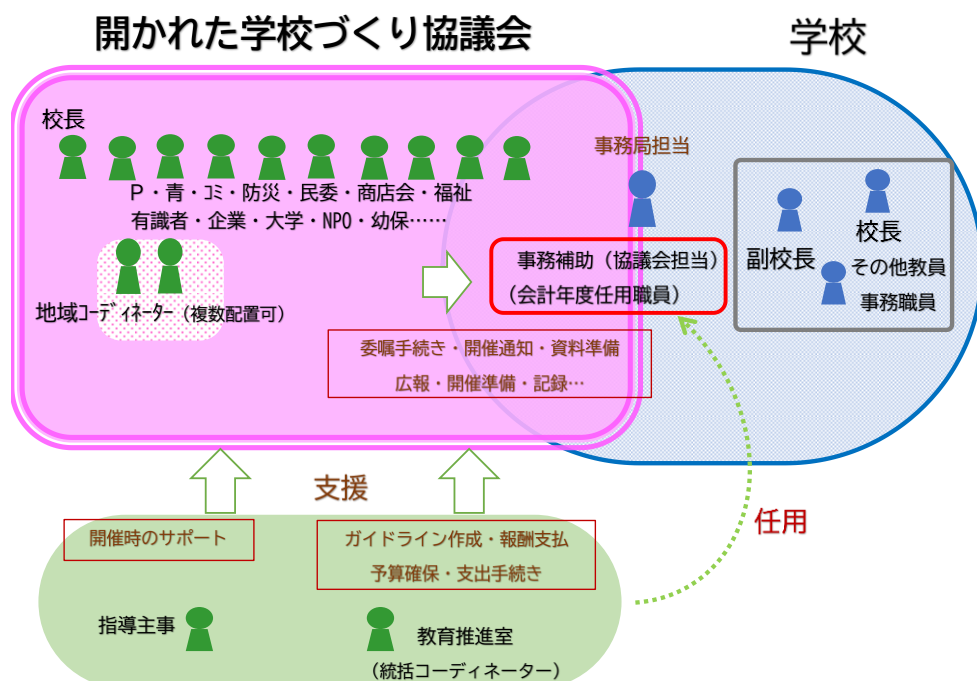 開かれた学校づくり協議会
学校
校長
P・青・コミ・防災・民委・商店会・福祉
有識者・企業・大学・NPO・幼保……
地域コーディネーター（複数配置可）
事務局担当
事務補助（協議会担当）
（会計年度任用職員）
委嘱手続き・開催通知・資料準備
広報・開催準備・記録…
副校長
校長
その他教員
事務職員
支援
任用
開催時のサポート
ガイドライン作成・報酬支払
予算確保・支出手続き
指導主事
教育推進室
（統括コーディネーター）